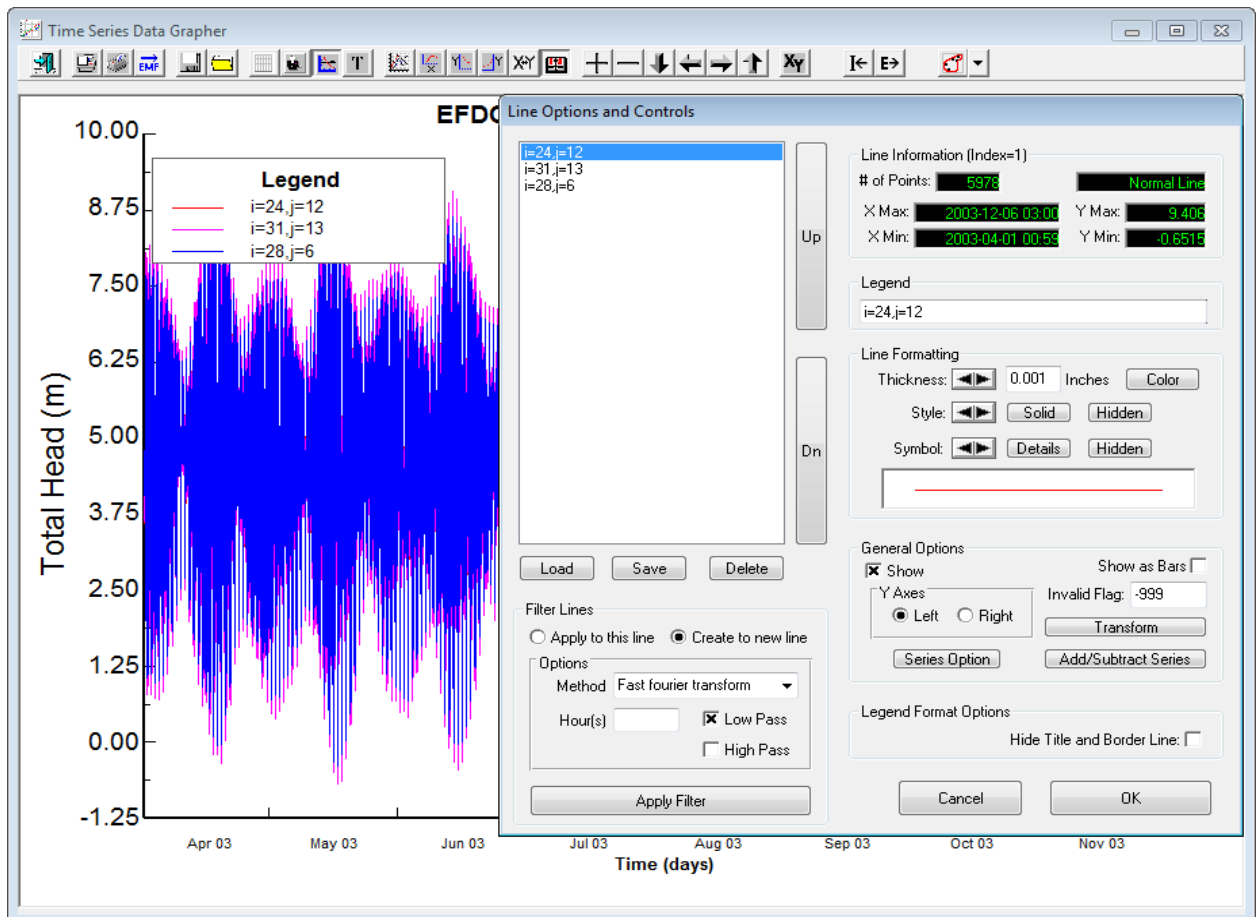 Time Series Data Grapher
EMF
T
X+Y
XY
I← E→
EFDC
10.00
8.75
7.50
6.25
5.00
3.75
2.50
1.25
0.00
-1.25
Total Head (m)
Legend
i=24,j=12
i=31,j=13
i=28,j=6
Apr 03 May 03 Jun 03 Jul 03 Aug 03 Sep 03 Oct 03 Nov 03
Time (days)
Line Options and Controls
i=24,j=12
i=31,j=13
i=28,j=6
Up
Dn
Load Save Delete
Filter Lines
Apply to this line Create to new line
Options
Method Fast fourier transform
Hour(s) Low Pass
High Pass
Apply Filter
Line Information (Index=1)
# of Points: 5978 Normal Line
X Max: 2003-12-06 03:00 Y Max: 9.406
X Min: 2003-04-01 00:59 Y Min: -0.6515
Legend
i=24,j=12
Line Formatting
Thickness: 0.001 Inches Color
Style: Solid Hidden
Symbol: Details Hidden
General Options
Show Show as Bars
Y Axes Invalid Flag: -999
Left Right Transform
Series Option Add/Subtract Series
Legend Format Options
Hide Title and Border Line:
Cancel OK